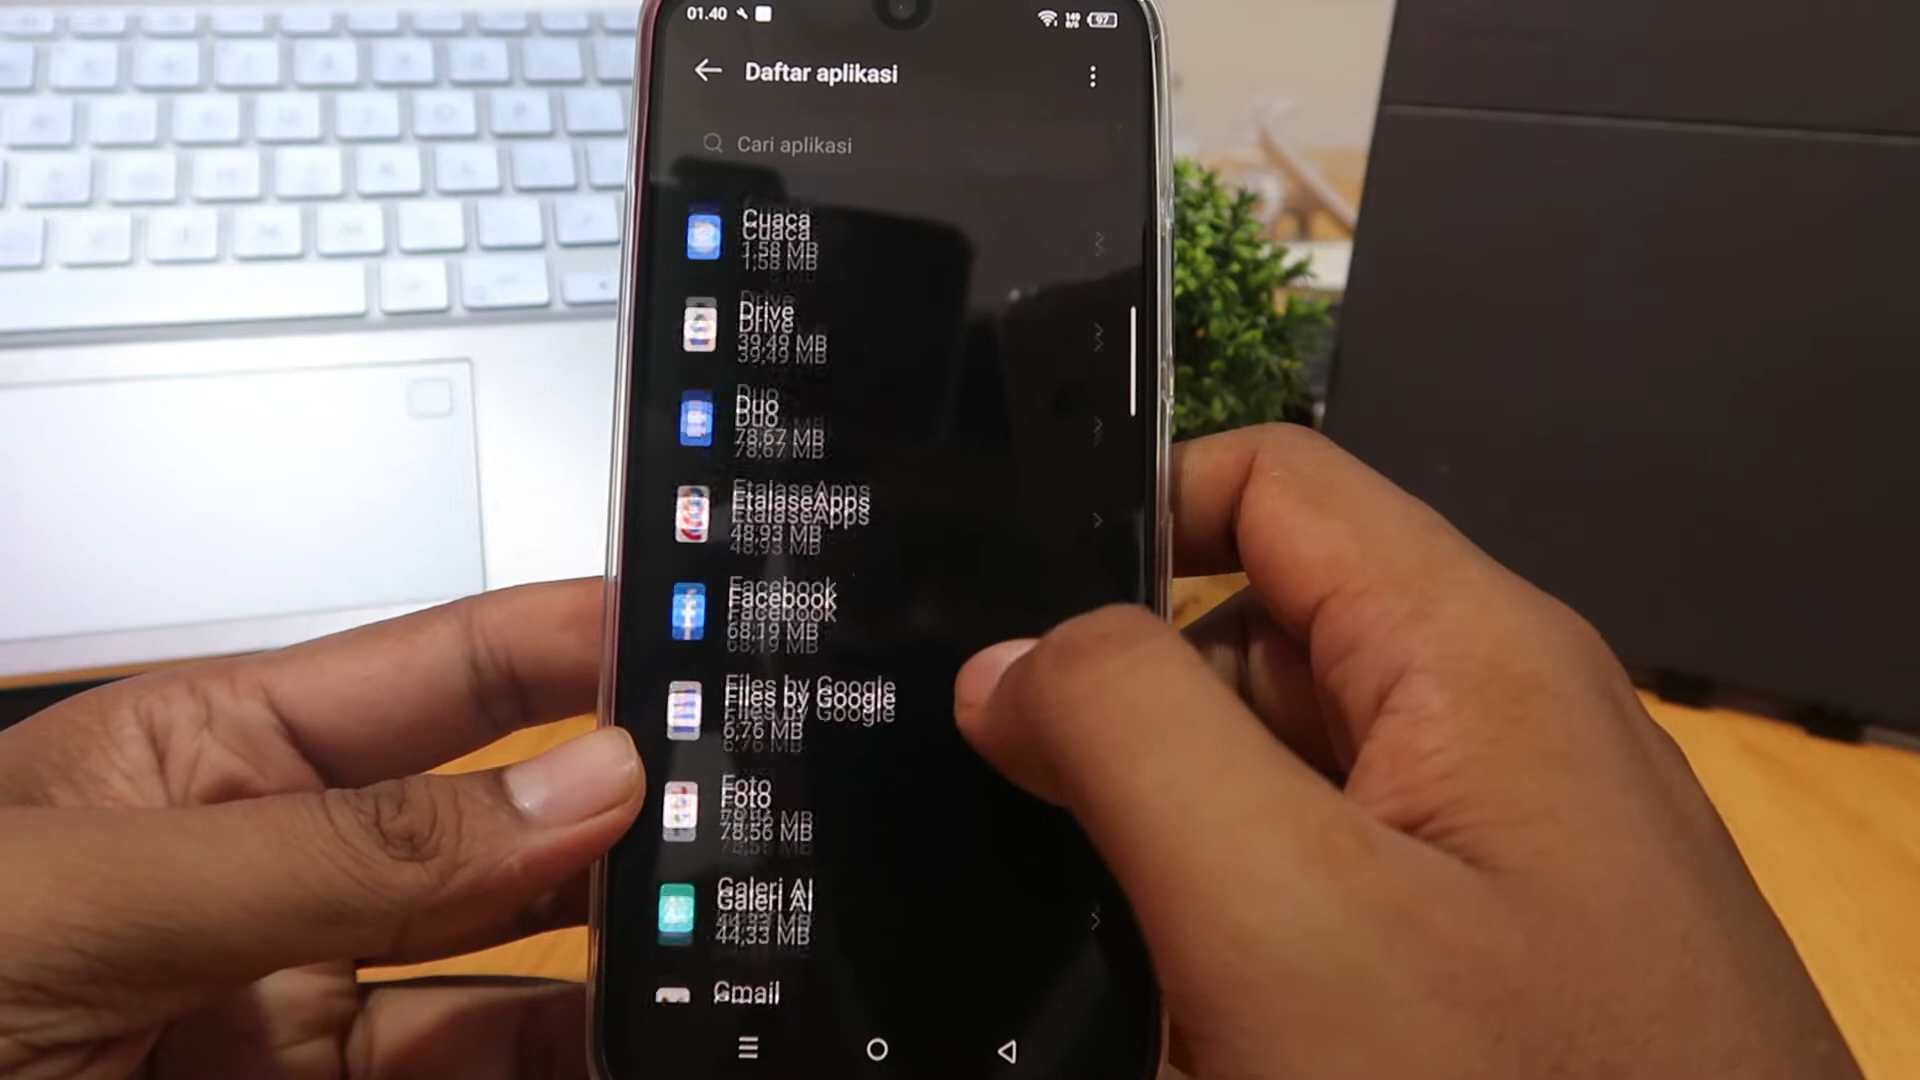 01.40
97
Daftar aplikasi
Cari aplikasi
Cuaca
1,58 MB
Drive
39,49 MB
Duo
78,67 MB
EtalaseApps
48,93 MB
Facebook
68,19 MB
Files by Google
6,76 MB
Foto
78,56 MB
Galeri AI
44,33 MB
Gmail